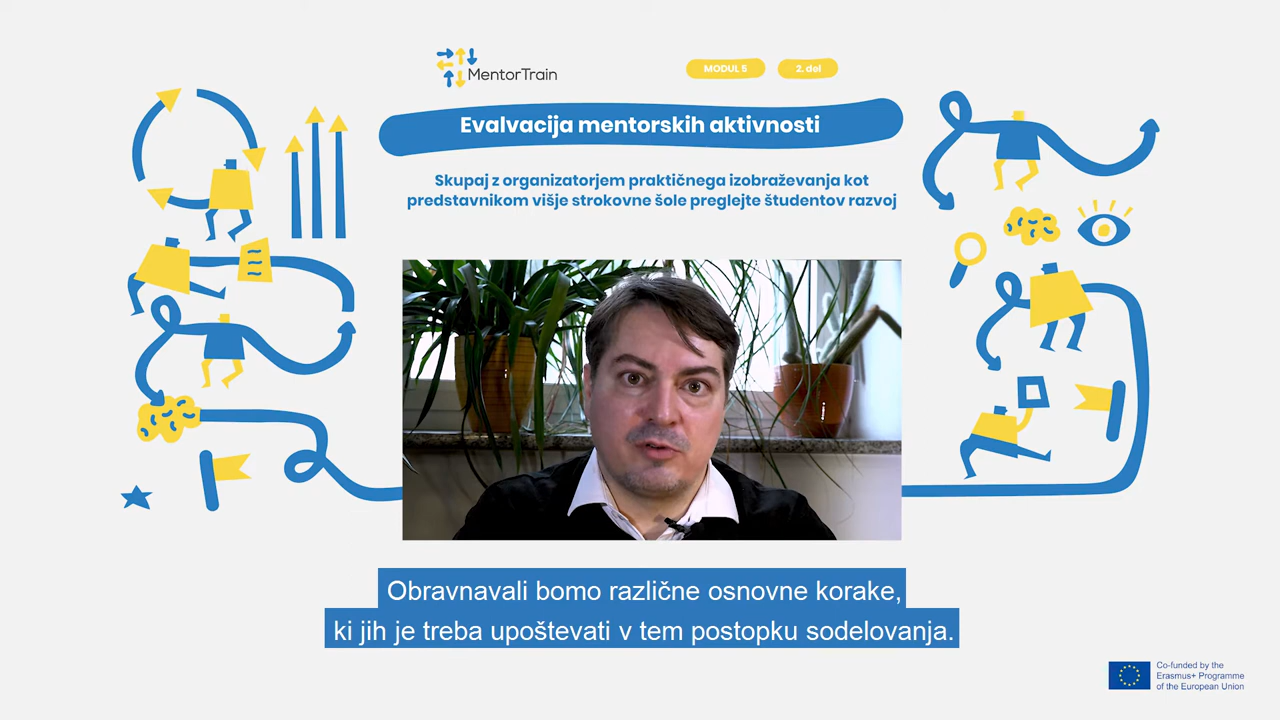 MentorTrain
MODUL 5
2. del
Evalvacija mentorskih aktivnosti
Skupaj z organizatorjem praktičnega izobraževanja kot
predstavnikom višje strokovne šole preglejte študentov razvoj
Obravnavali bomo različne osnovne korake,
ki jih je treba upoštevati v tem postopku sodelovanja.
Co-funded by the
Erasmus+ Programme
of the European Union